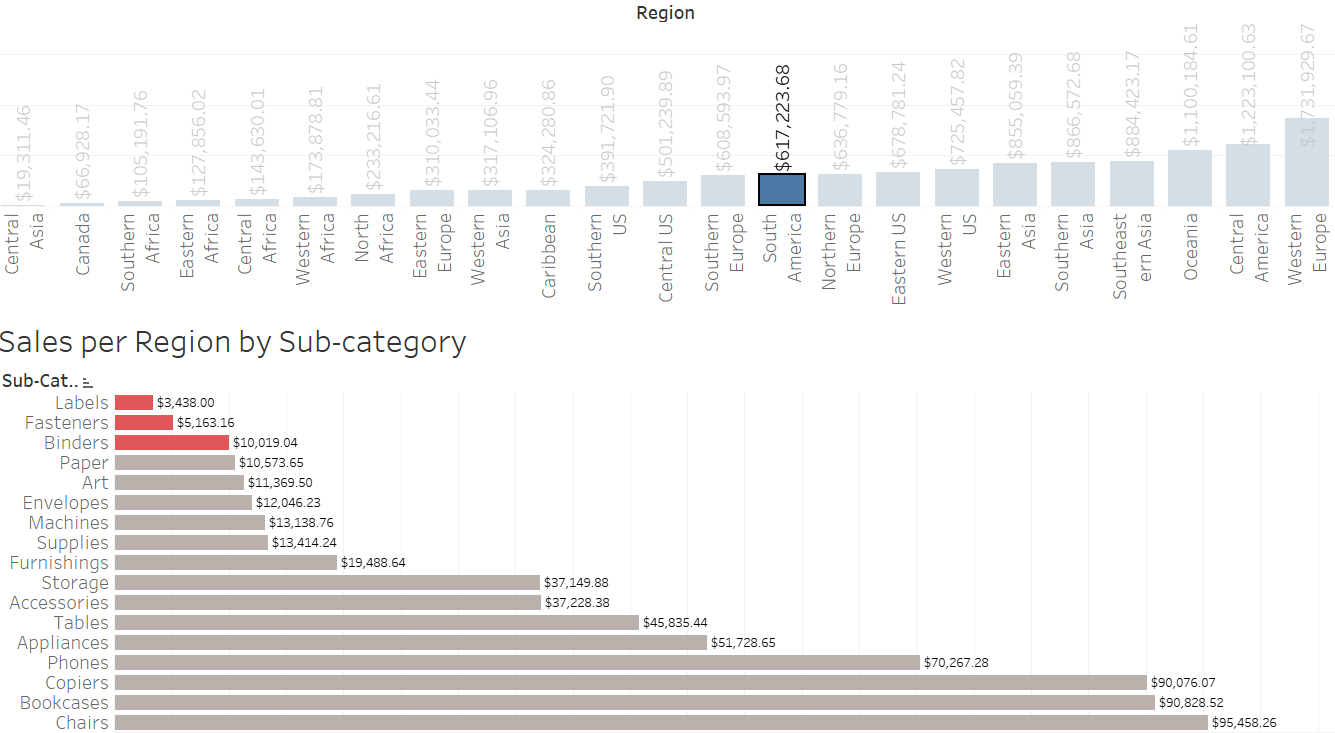 Region
$19,311.46
$66,928.17
$105,191.76
$127,856.02
$143,630.01
$173,878.81
$233,216.61
$310,033.44
$317,106.96
$324,280.86
$391,721.90
$501,239.89
$608,593.97
$617,223.68
$636,779.16
$678,781.24
$725,457.82
$855,059.39
$866,572.68
$884,423.17
$1,100,184.61
$1,223,100.63
$1,731,929.67
Central
Asia
Canada
Southern
Africa
Eastern
Africa
Central
Africa
Western
Africa
North
Africa
Eastern
Europe
Western
Asia
Caribbean
Southern
US
Central US
Southern
Europe
South
America
Northern
Europe
Eastern US
Western
US
Eastern
Asia
Southern
Asia
Southeast
ern Asia
Oceania
Central
America
Western
Europe
Sales per Region by Sub-category
Sub-Cat..
Labels $3,438.00
Fasteners $5,163.16
Binders $10,019.04
Paper $10,573.65
Art $11,369.50
Envelopes $12,046.23
Machines $13,138.76
Supplies $13,414.24
Furnishings $19,488.64
Storage $37,149.88
Accessories $37,228.38
Tables $45,835.44
Appliances $51,728.65
Phones $70,267.28
Copiers $90,076.07
Bookcases $90,828.52
Chairs $95,458.26